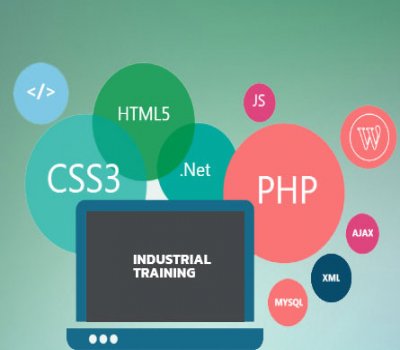 </>
HTML5
JS
W
CSS3
.Net
PHP
AJAX
INDUSTRIAL
TRAINING
XML
MYSQL